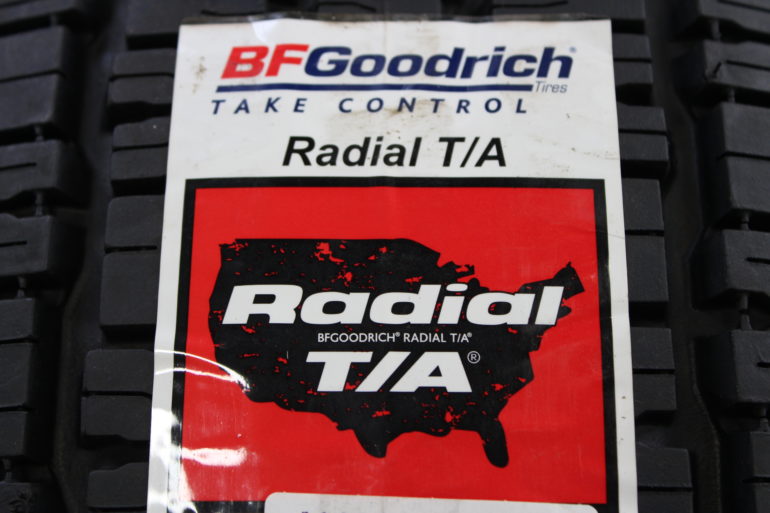 BFGoodrich®
Tires
TAKE CONTROL
Radial T/A
Radial
BFGOODRICH® RADIAL T/A®
T/A®